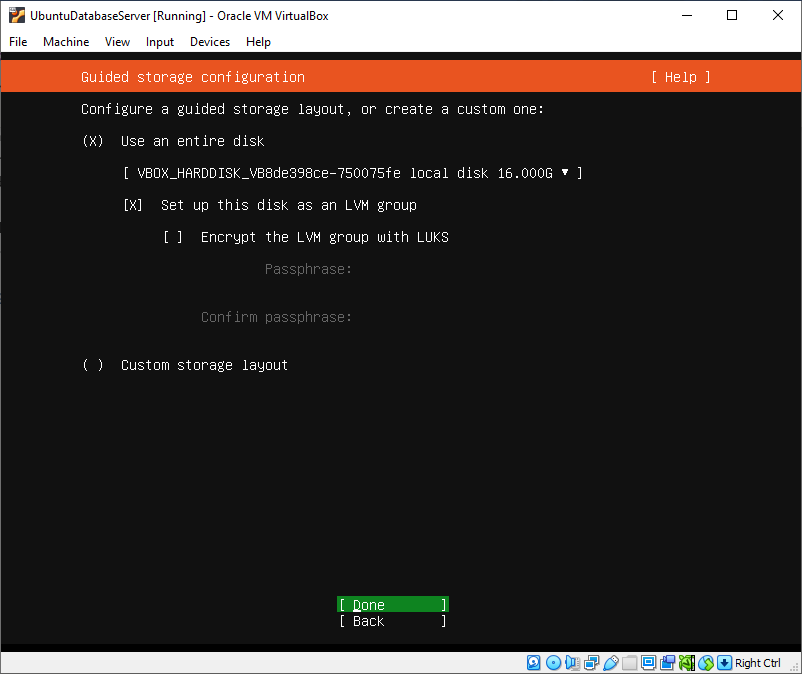 UbuntuDatabaseServer [Running] - Oracle VM VirtualBox
File Machine View Input Devices Help
Guided storage configuration [ Help ]
Configure a guided storage layout, or create a custom one:
(X) Use an entire disk
[ VBOX_HARDDISK_VB8de398ce-750075fe local disk 16.000G ▾ ]
[X] Set up this disk as an LVM group
[ ] Encrypt the LVM group with LUKS
Passphrase:
Confirm passphrase:
( ) Custom storage layout
[ Done ]
[ Back ]
Right Ctrl